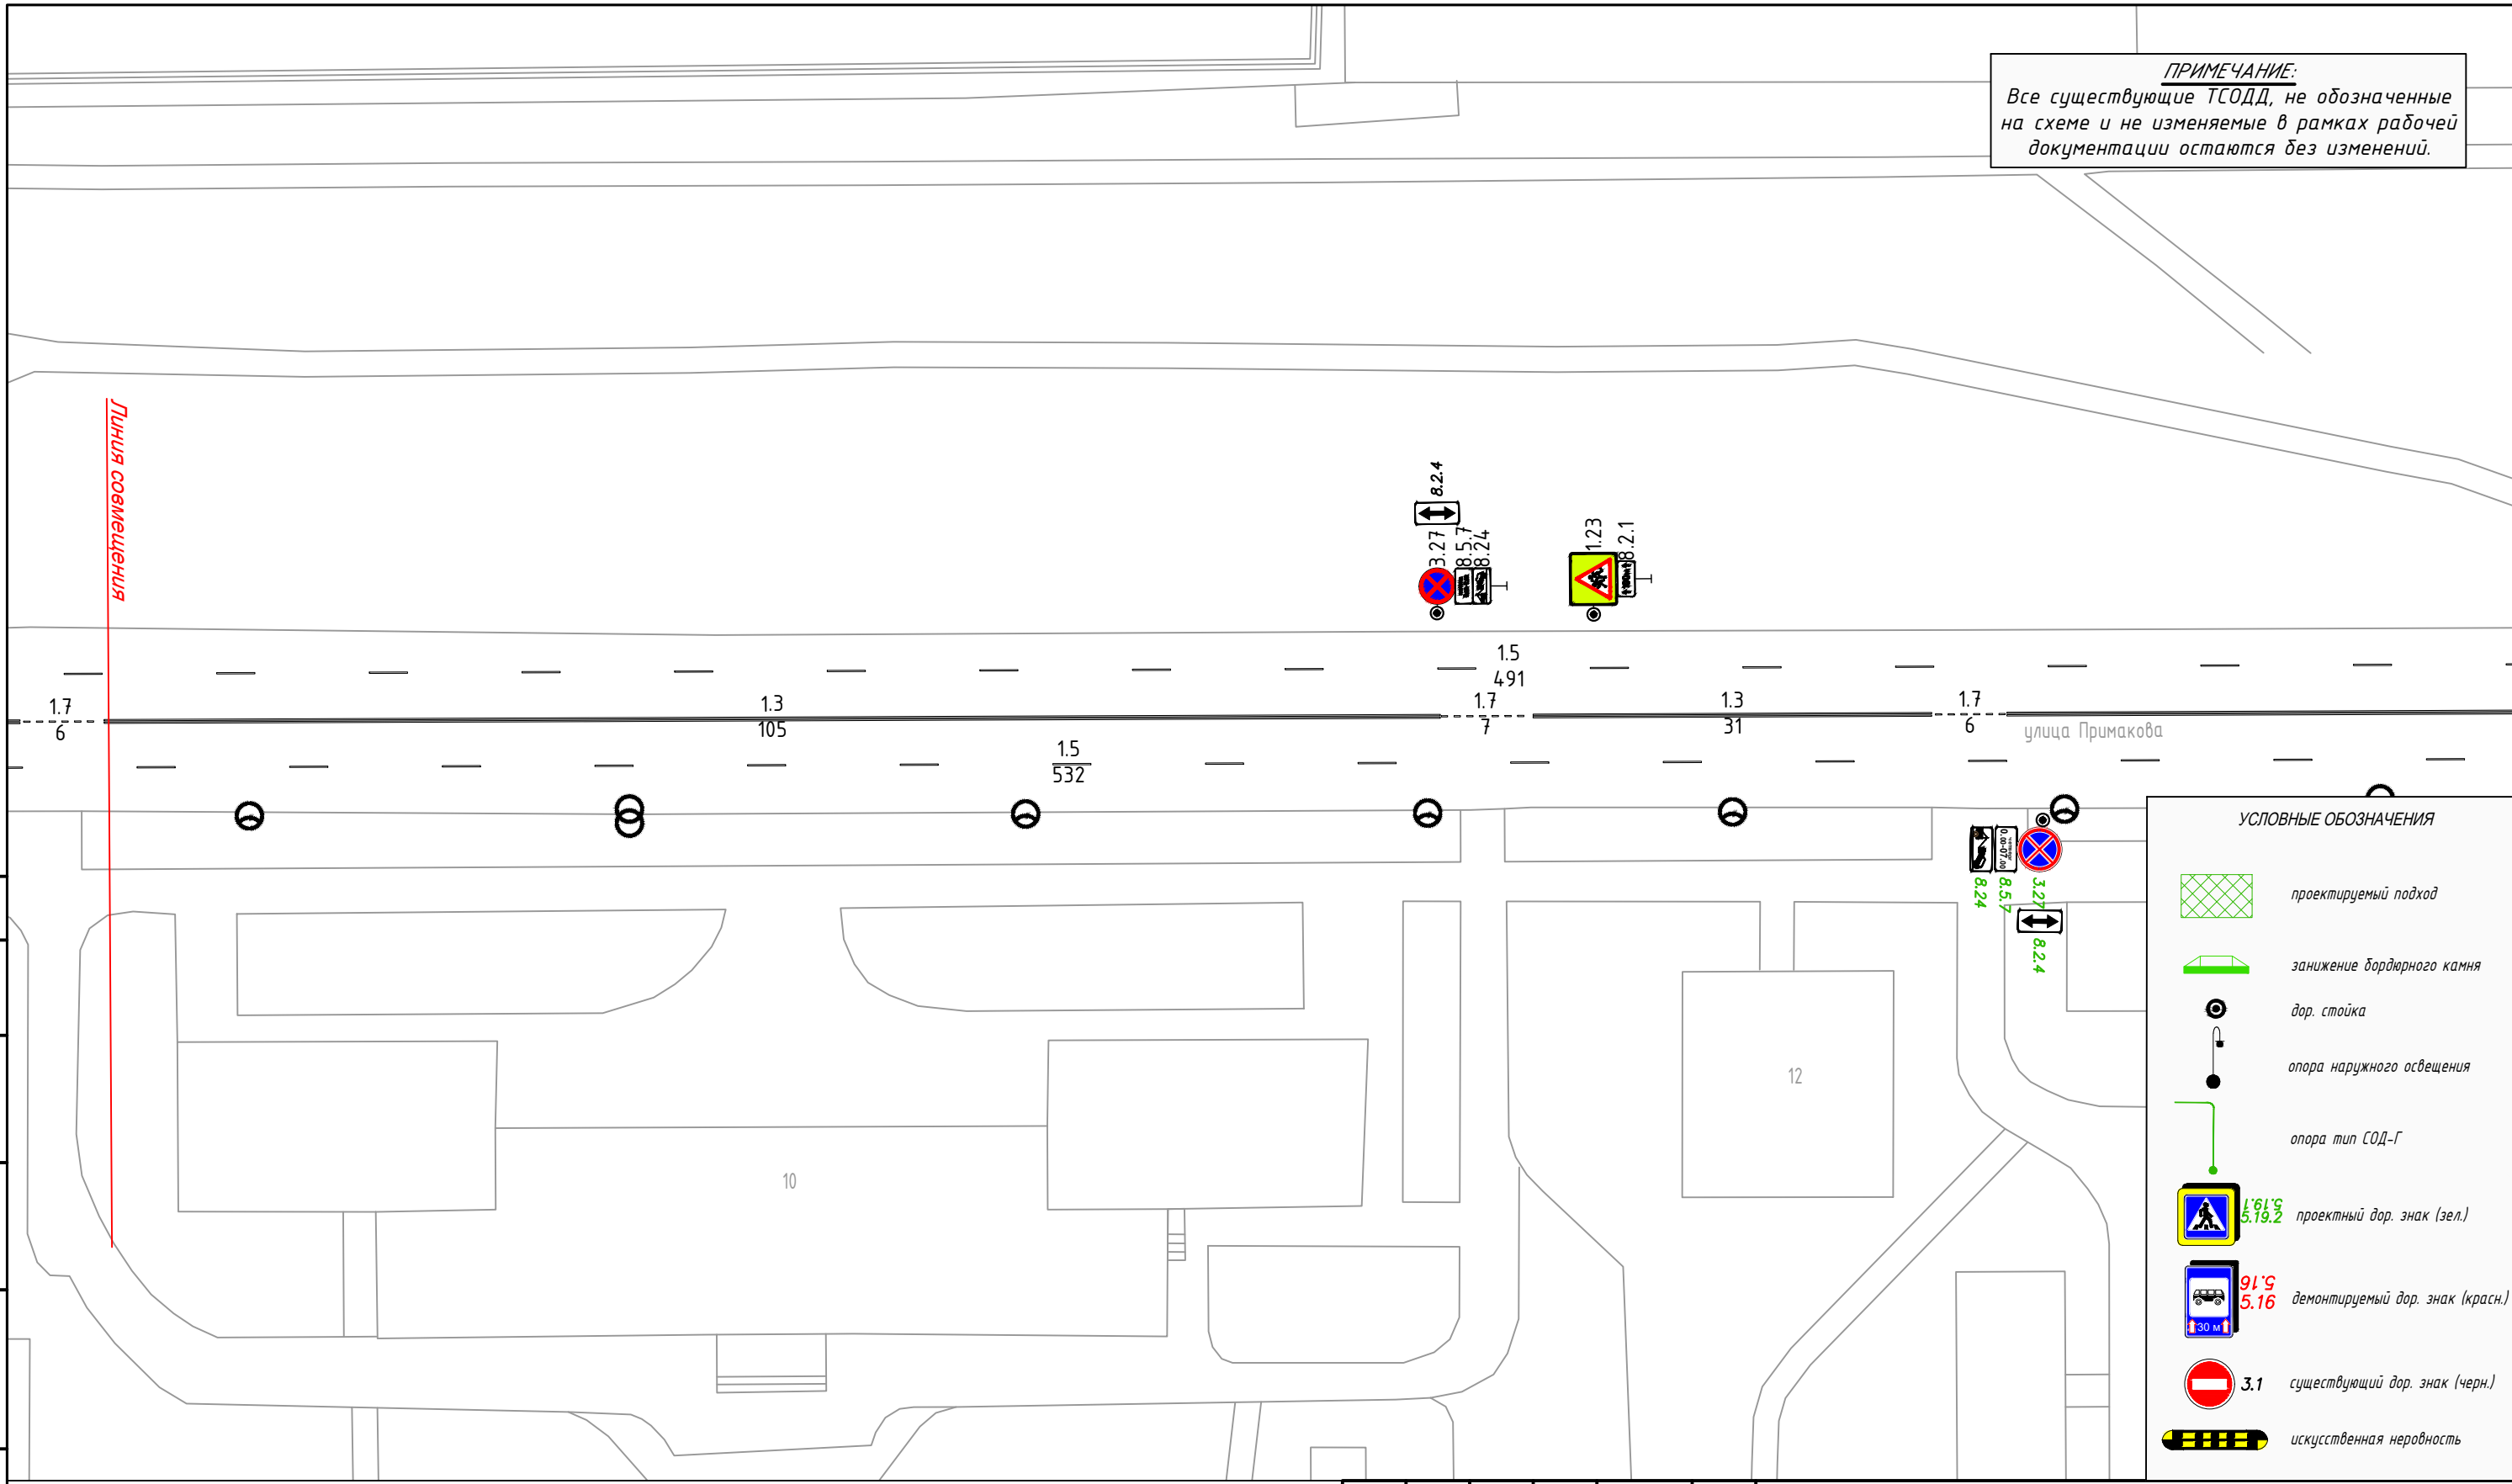 ПРИМЕЧАНИЕ:
Все существующие ТСОДД, не обозначенные
на схеме и не изменяемые в рамках рабочей
документации остаются без изменений.
Линия совмещения
8.2.4
3.27
8.5.7
8.24
1.23
8.2.1
1.5
491
1.7
6
1.3
105
1.7
7
1.3
31
1.7
6
улица Примакова
1.5
532
0.00-07.00
8.24
8.5.7
3.27
8.2.4
10
12
УСЛОВНЫЕ ОБОЗНАЧЕНИЯ
проектируемый подход
занижение бордюрного камня
дор. стойка
опора наружного освещения
опора тип СОД-Г
5.19.1
5.19.2
проектный дор. знак (зел.)
5.16
5.16
30 м
демонтируемый дор. знак (красн.)
3.1
существующий дор. знак (черн.)
искусственная неровность